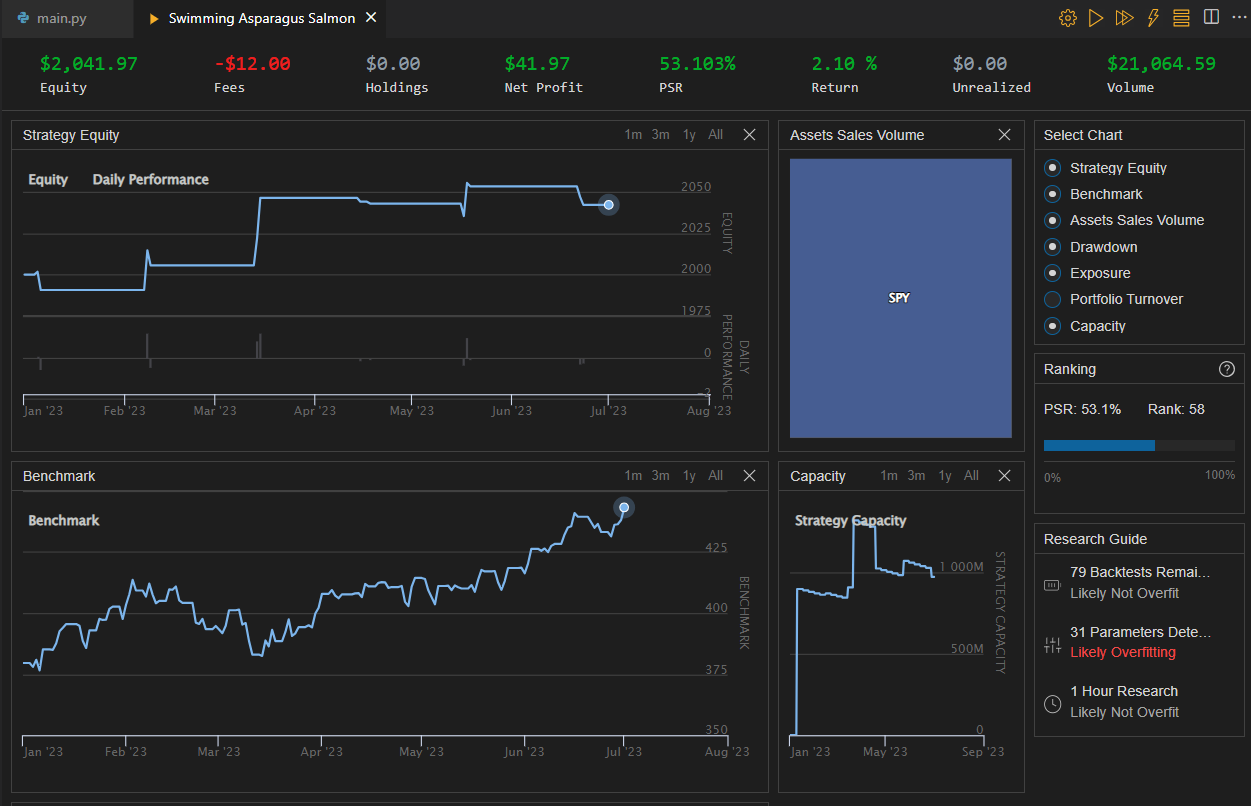 main.py
Swimming Asparagus Salmon
$2,041.97
Equity
-$12.00
Fees
$0.00
Holdings
$41.97
Net Profit
53.103%
PSR
2.10 %
Return
$0.00
Unrealized
$21,064.59
Volume
Strategy Equity
1m 3m 1y All
Equity Daily Performance
2050
2025
2000
1975
EQUITY
0
-2
DAILY
PERFORMANCE
Jan '23 Feb '23 Mar '23 Apr '23 May '23 Jun '23 Jul '23 Aug '23
Assets Sales Volume
SPY
Select Chart
Strategy Equity
Benchmark
Assets Sales Volume
Drawdown
Exposure
Portfolio Turnover
Capacity
Ranking
?
PSR: 53.1% Rank: 58
0% 100%
Benchmark
1m 3m 1y All
Benchmark
425
400
375
350
BENCHMARK
Jan '23 Feb '23 Mar '23 Apr '23 May '23 Jun '23 Jul '23 Aug '23
Capacity
1m 3m 1y All
Strategy Capacity
1 000M
500M
0
STRATEGY CAPACITY
Jan '23 May '23 Sep '23
Research Guide
79 Backtests Remai...
Likely Not Overfit
31 Parameters Dete...
Likely Overfitting
1 Hour Research
Likely Not Overfit